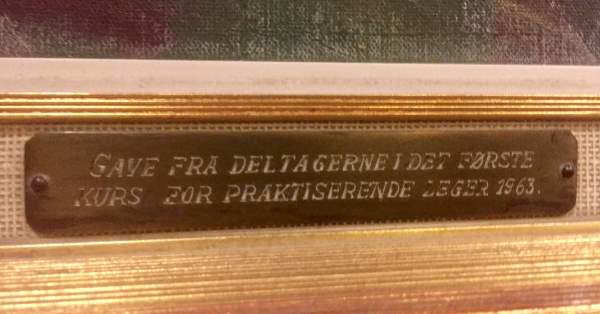 GAVE FRA DELTAGERNE I DET FØRSTE
KURS FOR PRAKTISERENDE LEGER 1963.